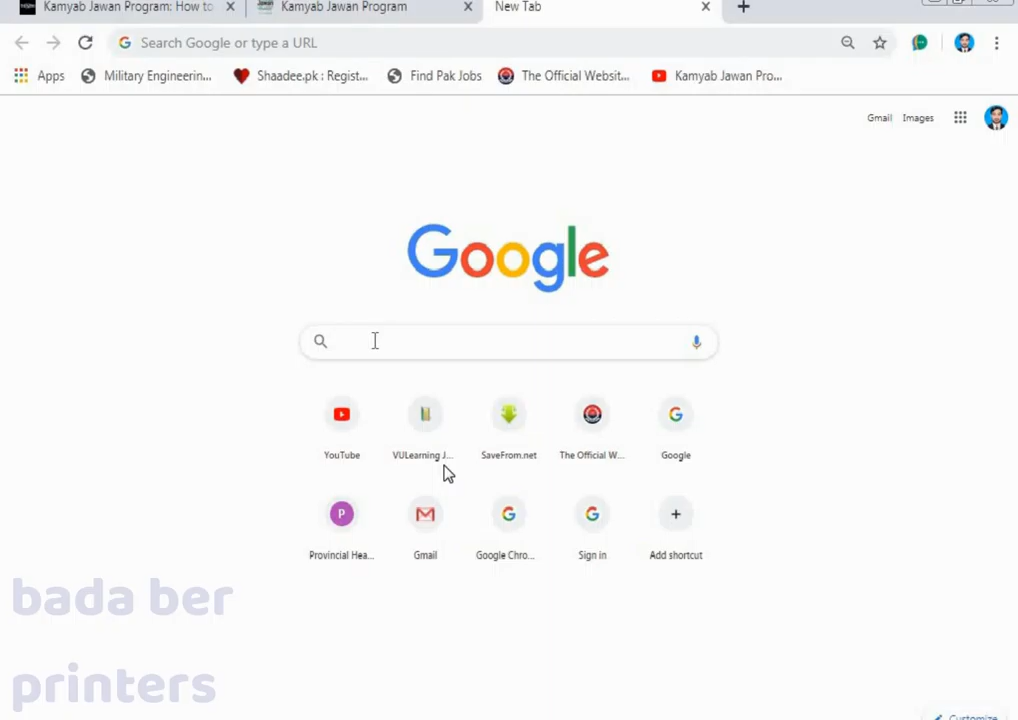 Kamyab Jawan Program: How to
Kamyab Jawan Program
New Tab
Search Google or type a URL
Apps
Military Engineerin...
Shaadee.pk : Regist...
Find Pak Jobs
The Official Websit...
Kamyab Jawan Pro...
Gmail
Images
Google
YouTube
VULearning J...
SaveFrom.net
The Official W...
Google
P
Provincial Hea...
Gmail
Google Chro...
Sign in
Add shortcut
bada ber
printers
Customize